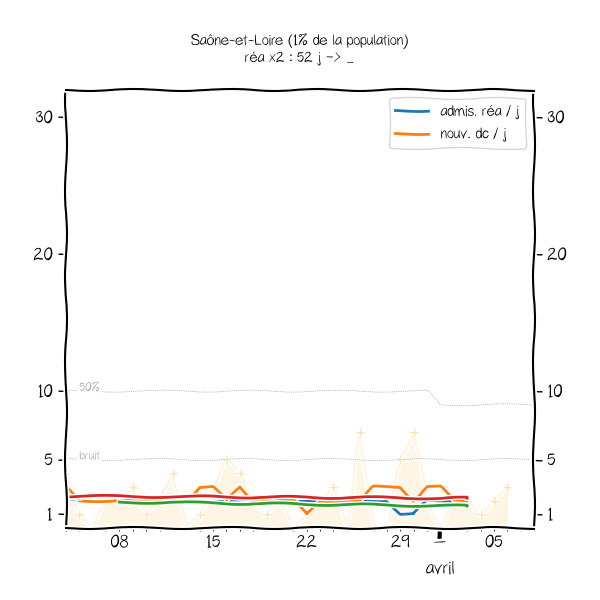 Saône-et-Loire (1% de la population)
réa x2 : 52 j -> _
admis. réa / j
nouv. dc / j
30
30
20
20
10
10
50%
5
5
bruit
1
1
08
15
22
29
05
avril